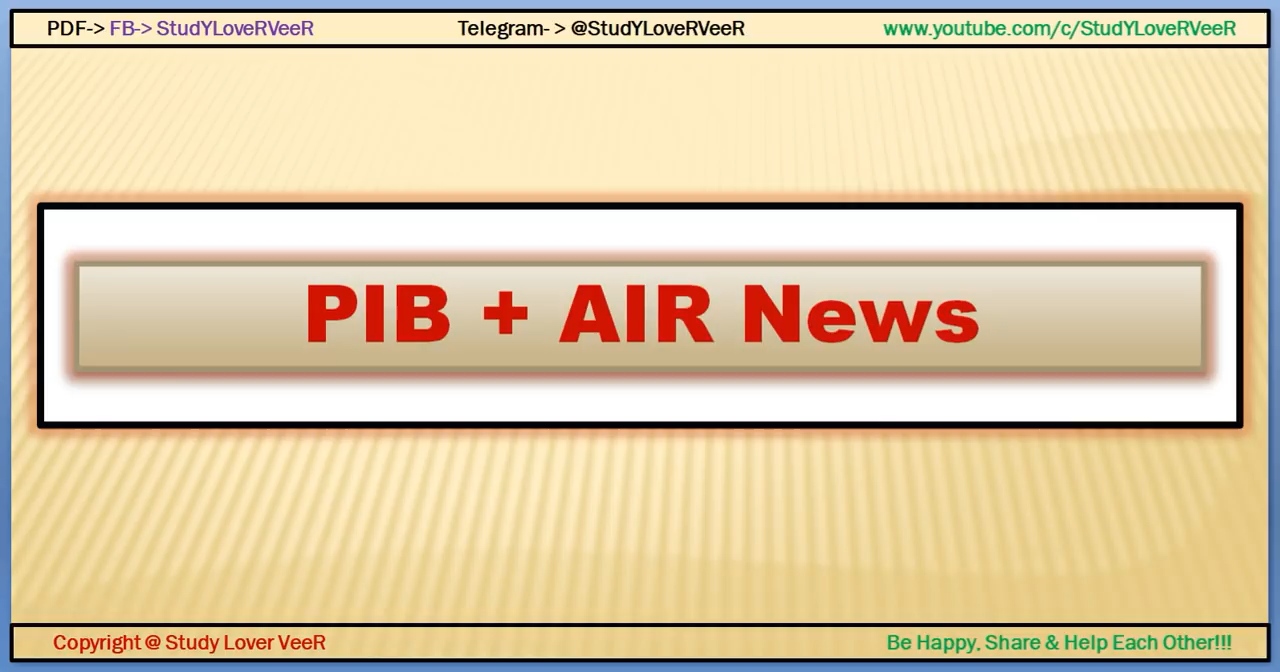 PDF-> FB-> StudYLoveRVeeR Telegram- > @StudYLoveRVeeR www.youtube.com/c/StudYLoveRVeeR
PIB + AIR News
Copyright @ Study Lover VeeR Be Happy, Share & Help Each Other!!!